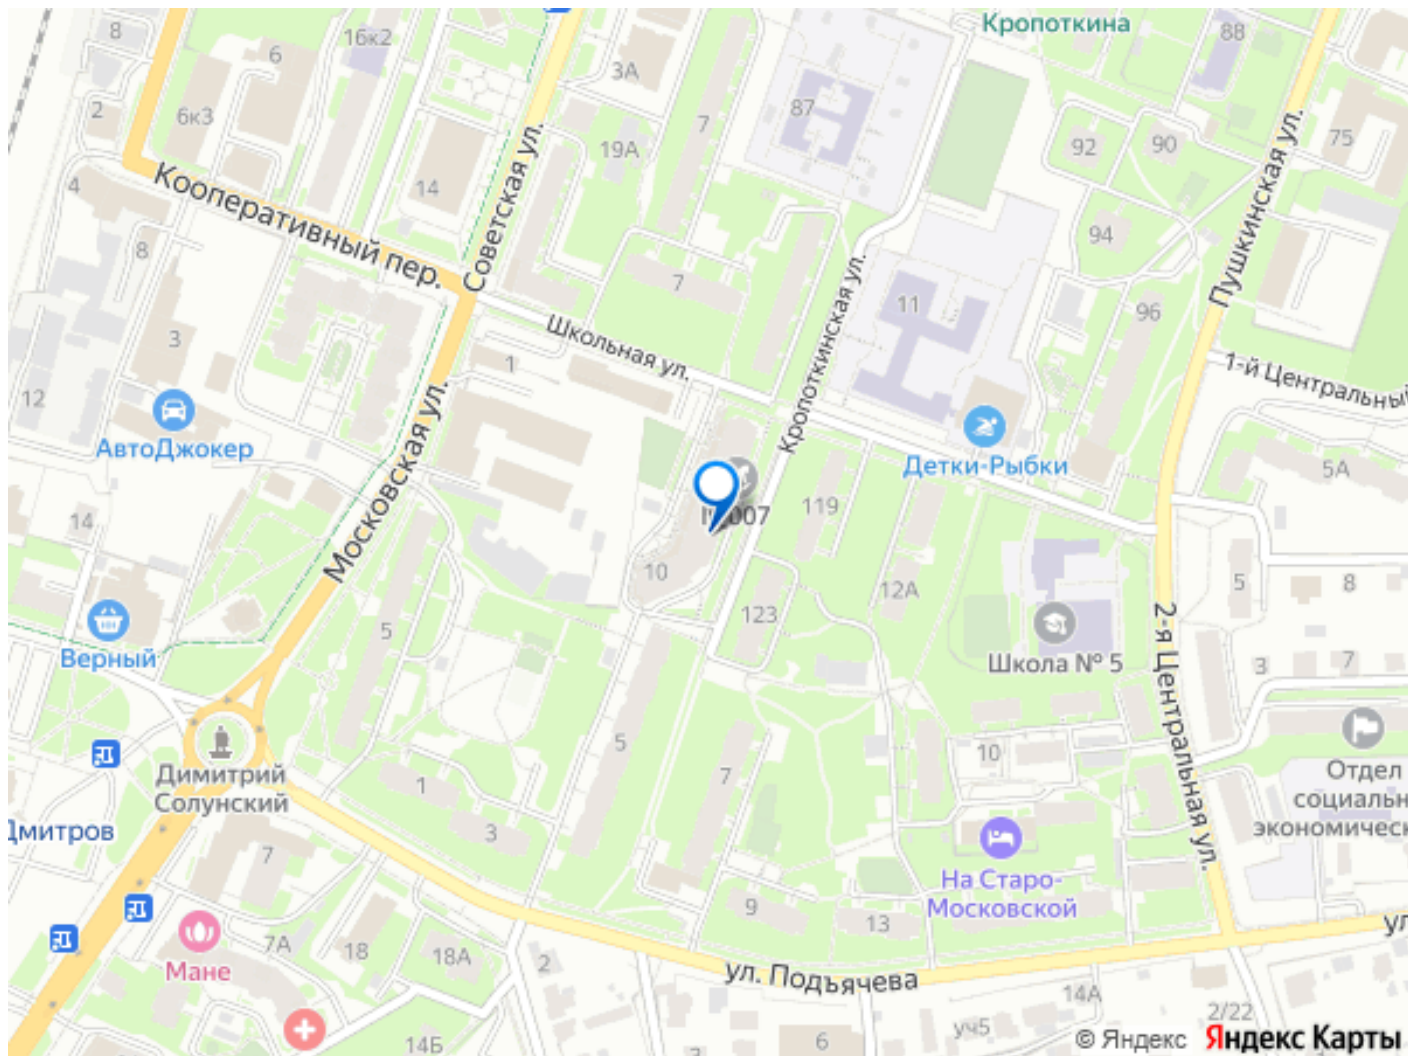 Кропоткина
88
8
16к2
6
3А
87
75
2
6к3
7
19А
92
90
Советская ул.
Пушкинская ул.
4
Кооперативный пер.
14
8
94
7
Кропоткинская ул.
11
96
3
Школьная ул.
1
1-й Центральный
12
АвтоДжокер
Московская ул.
Детки-Рыбки
5А
14
119
10
5
8
123
12А
5
Верный
Школа № 5
2-я Центральная ул.
3
7
5
7
10
1
Димитрий
Солунский
Отдел
социальн
экономическ
Дмитров
3
7
На Старо-
Московской
9
13
7А
18
18А
Мане
2
ул. Подъячева
14А
2/22
уч5
6
14Б
© Яндекс
Яндекс Карты